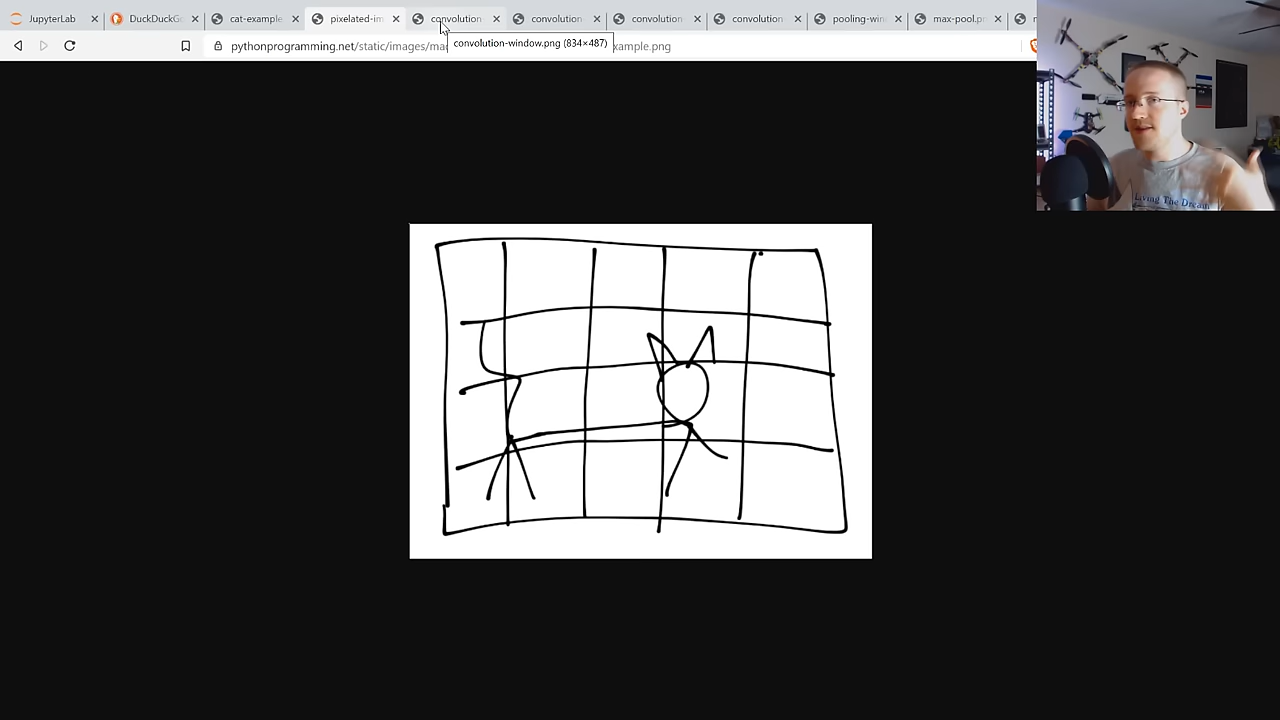 JupyterLab
DuckDuckG
cat-example
pixelated-im
convolution
convolution
convolution
convolution
pooling-win
max-pool.p
pythonprogramming.net/static/images/ma
xample.png
convolution-window.png (834×487)
Living The Dream